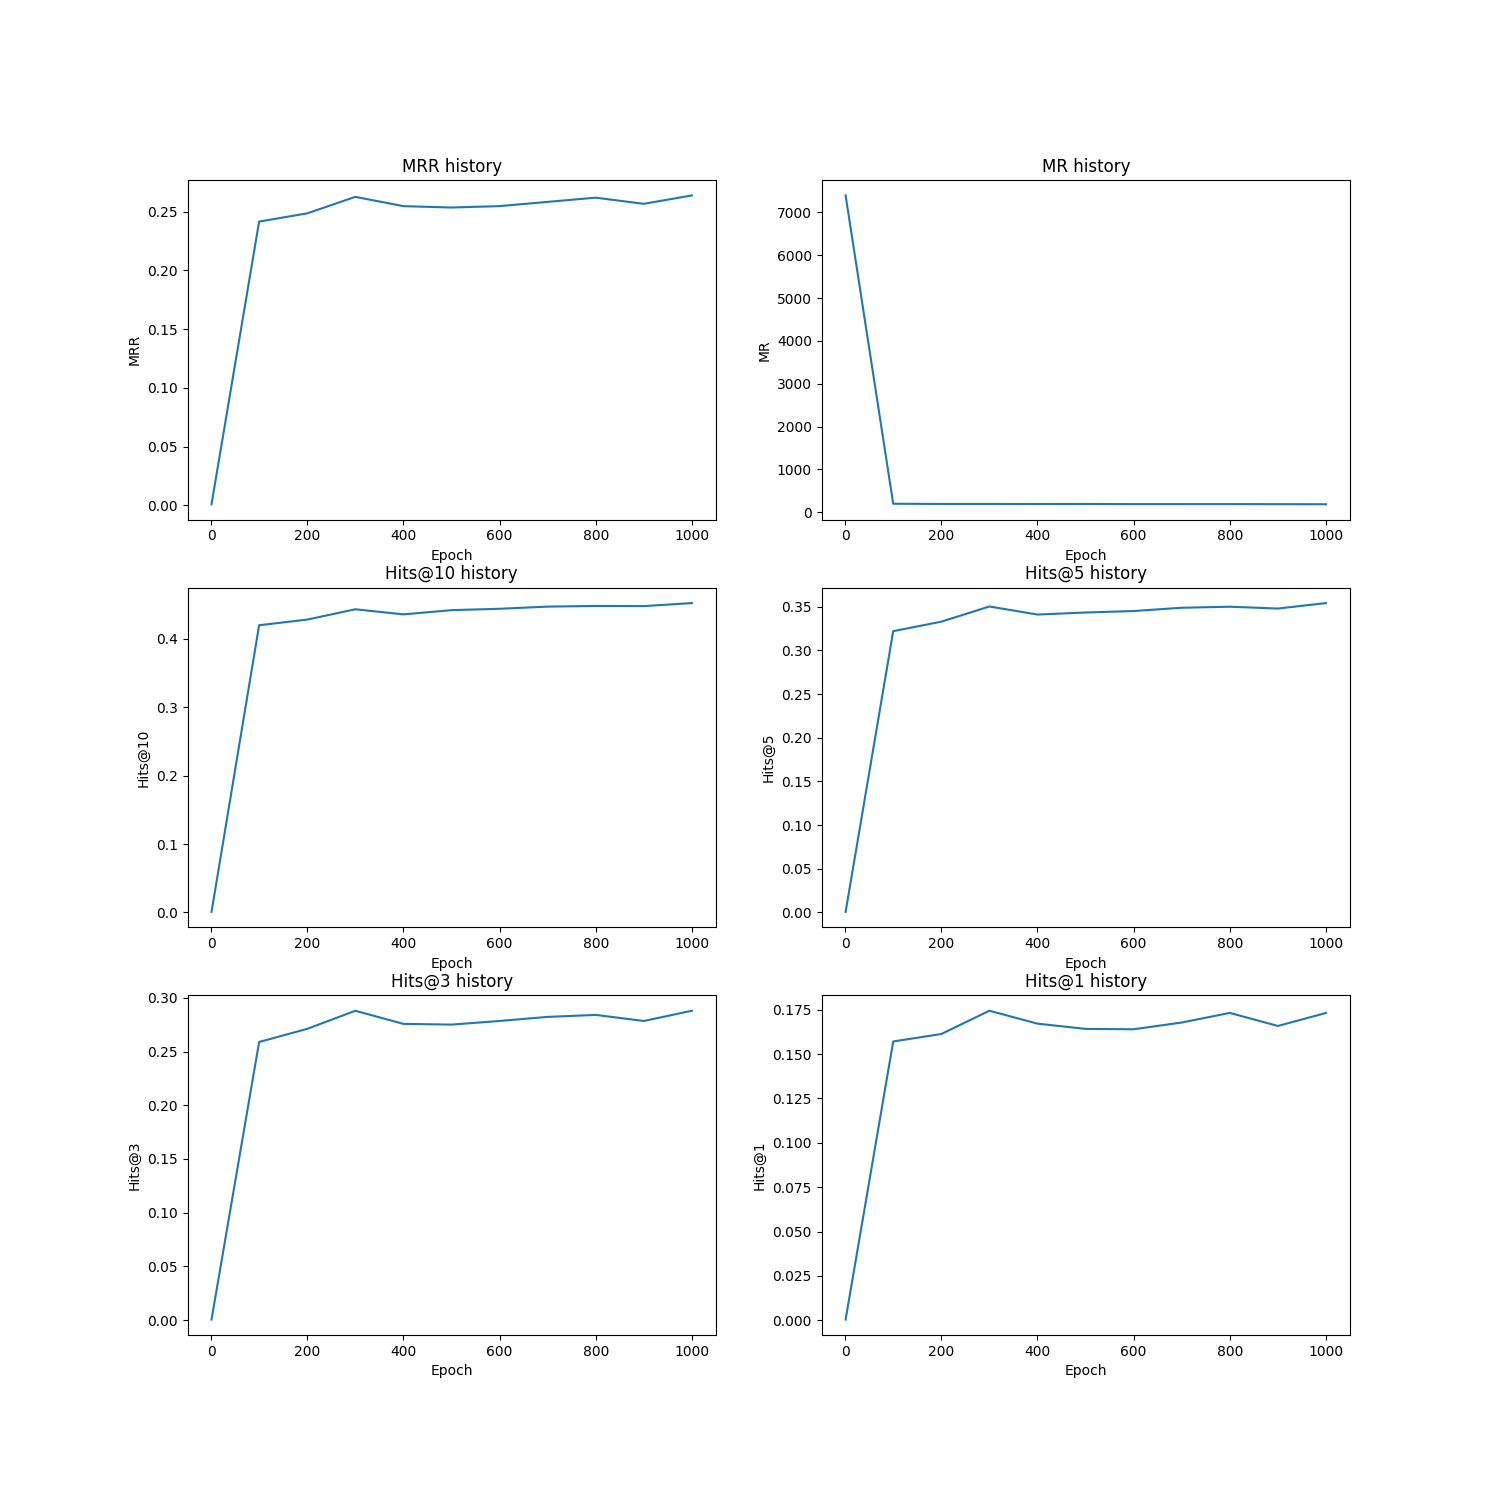 MRR history
0.25
0.20
0.15
0.10
0.05
0.00
MRR
0 200 400 600 800 1000
Epoch
MR history
7000
6000
5000
4000
3000
2000
1000
0
MR
0 200 400 600 800 1000
Epoch
Hits@10 history
0.4
0.3
0.2
0.1
0.0
Hits@10
0 200 400 600 800 1000
Epoch
Hits@5 history
0.35
0.30
0.25
0.20
0.15
0.10
0.05
0.00
Hits@5
0 200 400 600 800 1000
Epoch
Hits@3 history
0.30
0.25
0.20
0.15
0.10
0.05
0.00
Hits@3
0 200 400 600 800 1000
Epoch
Hits@1 history
0.175
0.150
0.125
0.100
0.075
0.050
0.025
0.000
Hits@1
0 200 400 600 800 1000
Epoch